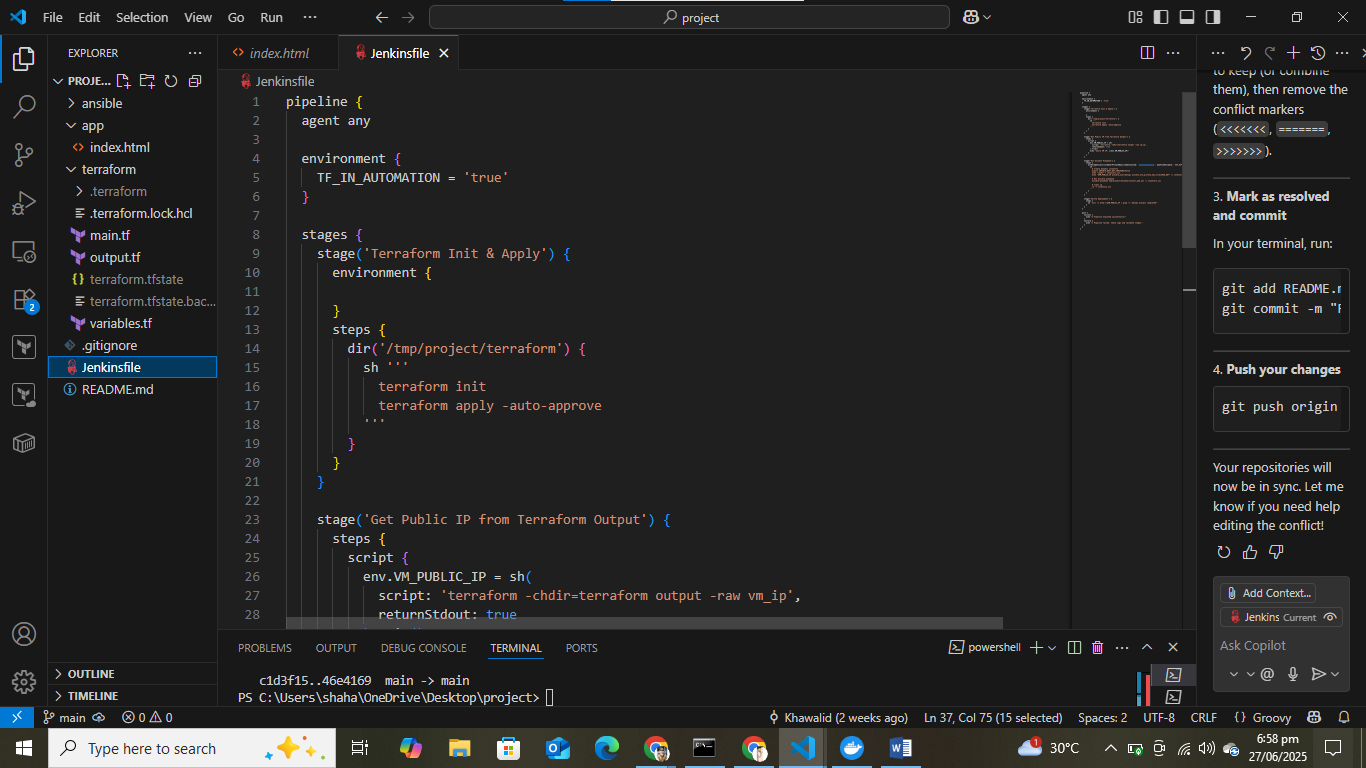 File Edit Selection View Go Run ··· project
EXPLORER ···
PROJ...
ansible
app
index.html
terraform
.terraform
.terraform.lock.hcl
main.tf
output.tf
terraform.tfstate
terraform.tfstate.bac...
variables.tf
.gitignore
Jenkinsfile
README.md
OUTLINE
TIMELINE
2
index.html Jenkinsfile
Jenkinsfile
1 pipeline {
2 agent any
3
4 environment {
5 TF_IN_AUTOMATION = 'true'
6 }
7
8 stages {
9 stage('Terraform Init & Apply') {
10 environment {
11
12 }
13 steps {
14 dir('/tmp/project/terraform') {
15 sh '''
16 terraform init
17 terraform apply -auto-approve
18 '''
19 }
20 }
21 }
22
23 stage('Get Public IP from Terraform Output') {
24 steps {
25 script {
26 env.VM_PUBLIC_IP = sh(
27 script: 'terraform -chdir=terraform output -raw vm_ip',
28 returnStdout: true
PROBLEMS OUTPUT DEBUG CONSOLE TERMINAL PORTS powershell
c1d3f15..46e4169 main -> main
PS C:\Users\shaha\OneDrive\Desktop\project>
to keep (or combine
them), then remove the
conflict markers
(<<<<<<<, =======,
>>>>>>>).
3. Mark as resolved
and commit
In your terminal, run:
git add README.m
git commit -m "
4. Push your changes
git push origin
Your repositories will
now be in sync. Let me
know if you need help
editing the conflict!
Add Context...
Jenkins Current
Ask Copilot
main 0 0 Khawalid (2 weeks ago) Ln 37, Col 75 (15 selected) Spaces: 2 UTF-8 CRLF {} Groovy
Type here to search
1
30°C
6:58 pm
27/06/2025